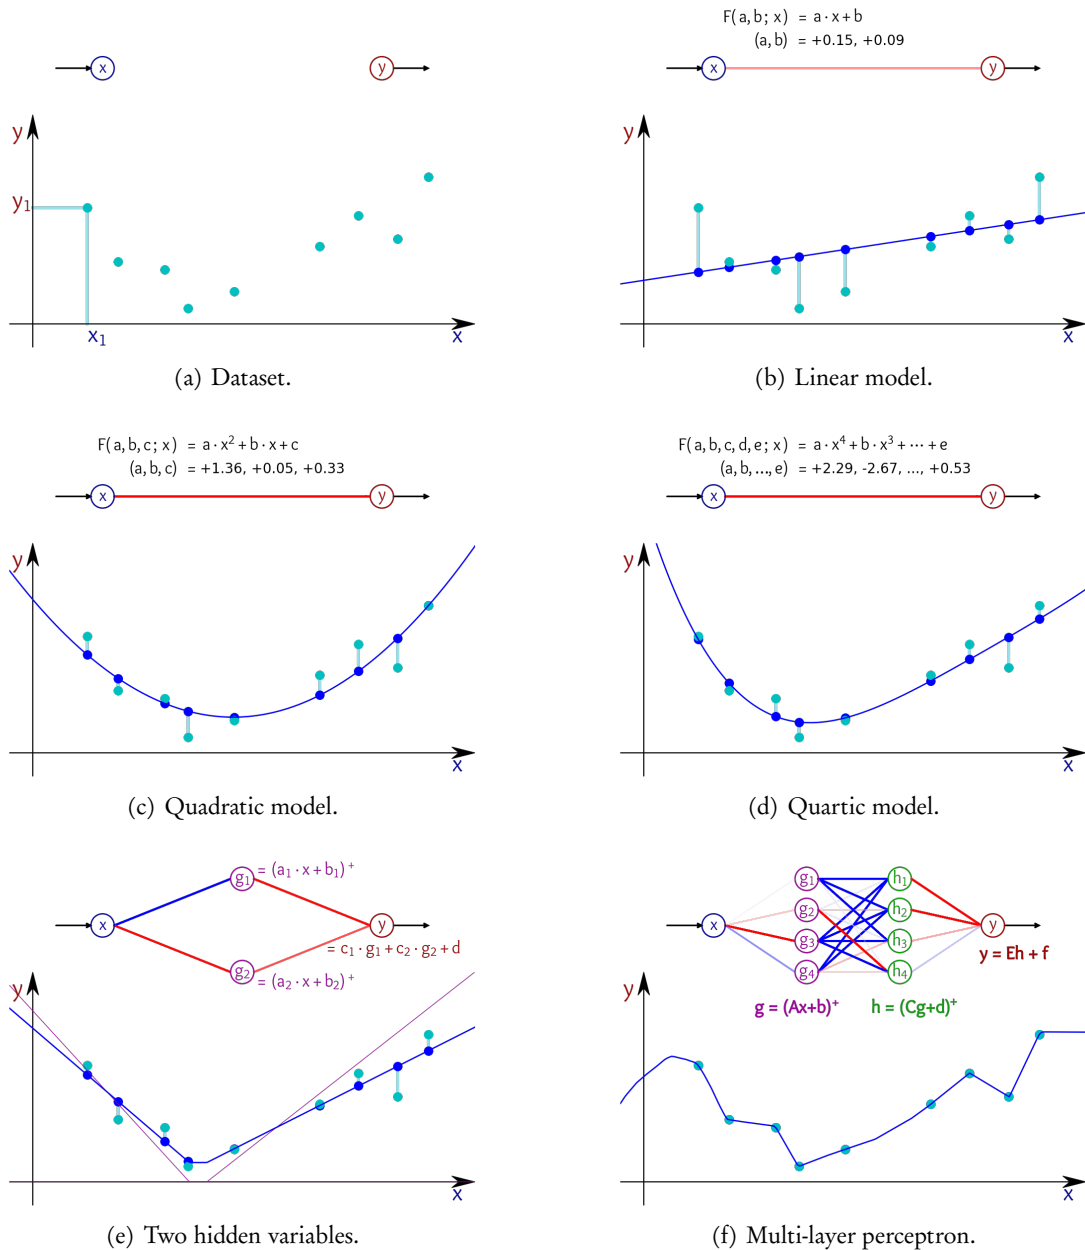 x y
y
y₁
x₁ x
(a) Dataset.
F(a,b; x) = a·x+b
(a,b) = +0.15, +0.09
x y
y
x
(b) Linear model.
F(a,b,c; x) = a·x²+b·x+c
(a,b,c) = +1.36, +0.05, +0.33
x y
y
x
(c) Quadratic model.
F(a,b,c,d,e; x) = a·x⁴+b·x³+⋯+e
(a,b,...,e) = +2.29, -2.67, ..., +0.53
x y
y
x
(d) Quartic model.
g₁ = (a₁·x+b₁)⁺
x y
= c₁·g₁+c₂·g₂+d
g₂ = (a₂·x+b₂)⁺
y
x
(e) Two hidden variables.
g₁ h₁
g₂ h₂
x y
g₃ h₃
y = Eh + f
g₄ h₄
g = (Ax+b)⁺ h = (Cg+d)⁺
y
x
(f) Multi-layer perceptron.